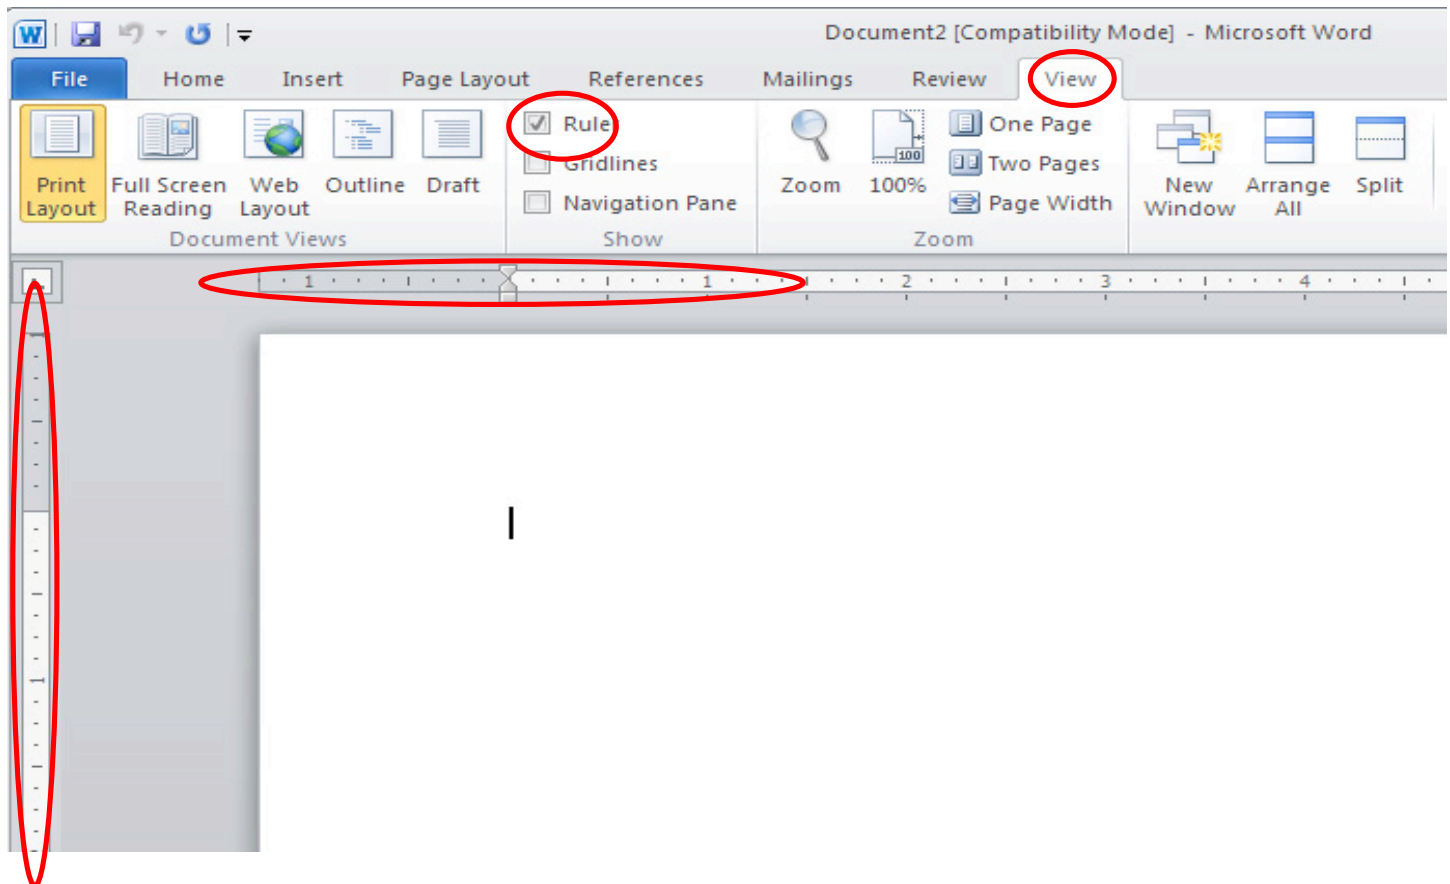 W
Document2 [Compatibility Mode] - Microsoft Word
File Home Insert Page Layout References Mailings Review View
Ruler
One Page
Gridlines
100
Two Pages
Print Full Screen Web Outline Draft
Zoom 100%
New Arrange Split
Layout Reading Layout
Navigation Pane
Page Width
Window All
Document Views Show Zoom
1 1 2 3 4
1
1